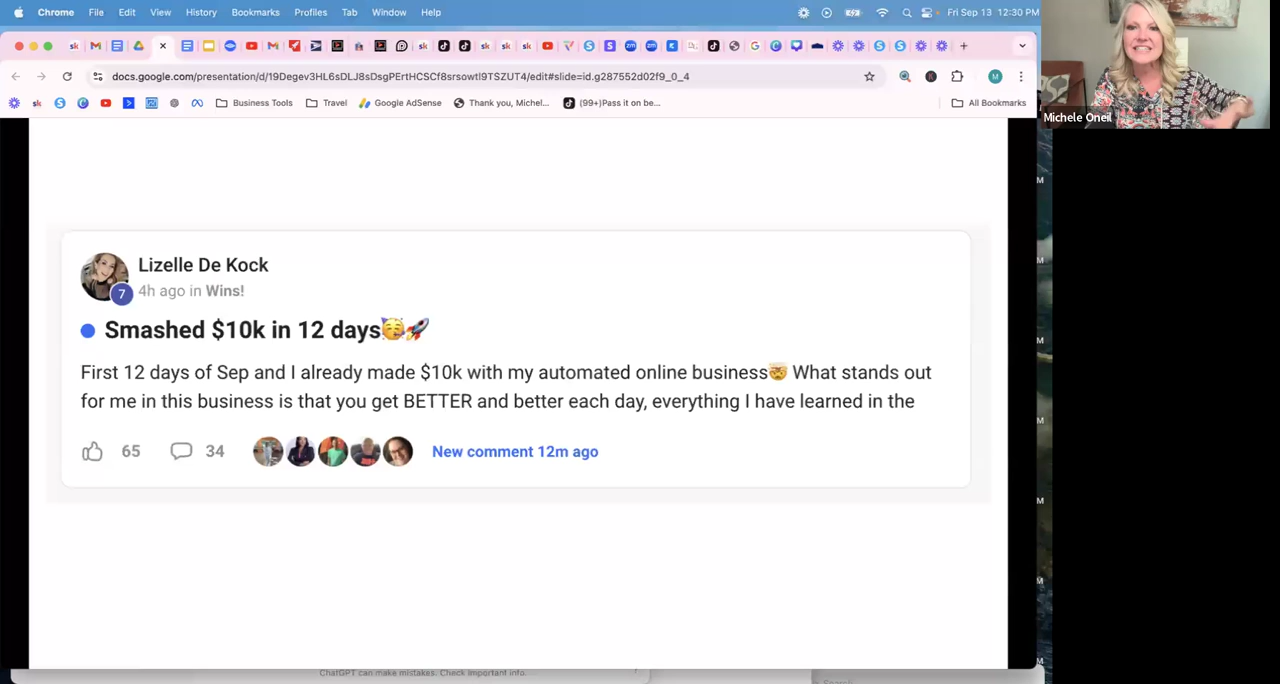 Chrome File Edit View History Bookmarks Profiles Tab Window Help Fri Sep 13 12:30 PM
docs.google.com/presentation/d/19Degev3HL6sDLJ8sDsgPErtHCSCf8srsowtl9TSZUT4/edit#slide=id.g287552d02f9_0_4
Business Tools Travel Google AdSense Thank you, Michel... (99+)Pass it on be... All Bookmarks
Michele Oneil
Lizelle De Kock
7
4h ago in Wins!
Smashed $10k in 12 days🥳🚀
First 12 days of Sep and I already made $10k with my automated online business🤯 What stands out
for me in this business is that you get BETTER and better each day, everything I have learned in the
65 34 New comment 12m ago
ChatGPT can make mistakes. Check important info.
Search